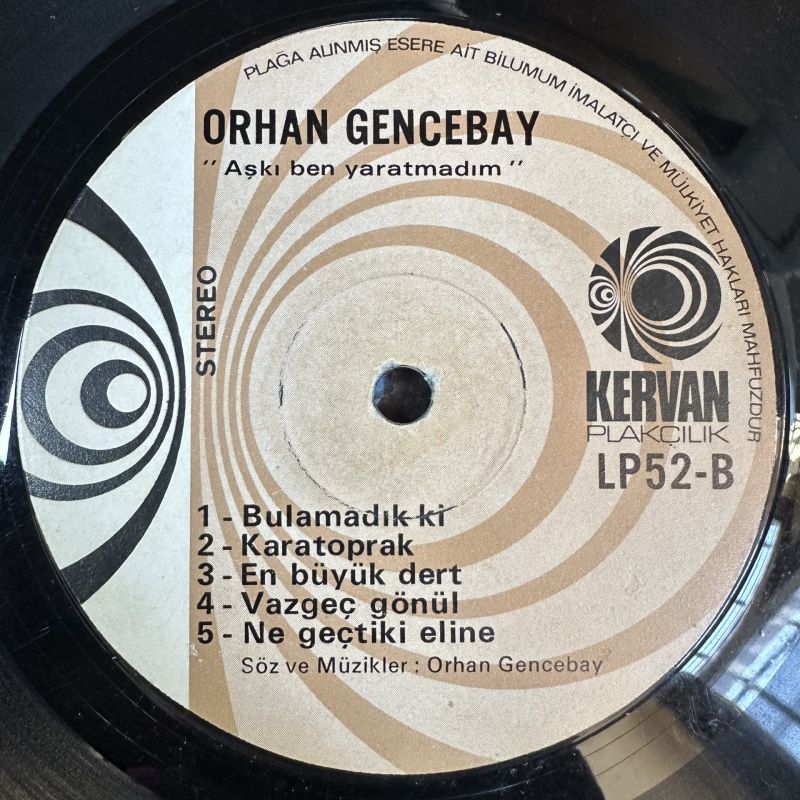 PLAĞA ALINMIŞ ESERE AİT BİLUMUM İMALATÇI VE MÜLKİYET HAKLARI MAHFUZDUR
ORHAN GENCEBAY
"Aşkı ben yaratmadım"
STEREO
KERVAN
PLAKÇILIK
LP52-B
1 - Bulamadık ki
2 - Karatoprak
3 - En büyük dert
4 - Vazgeç gönül
5 - Ne geçtiki eline
Söz ve Müzikler : Orhan Gencebay